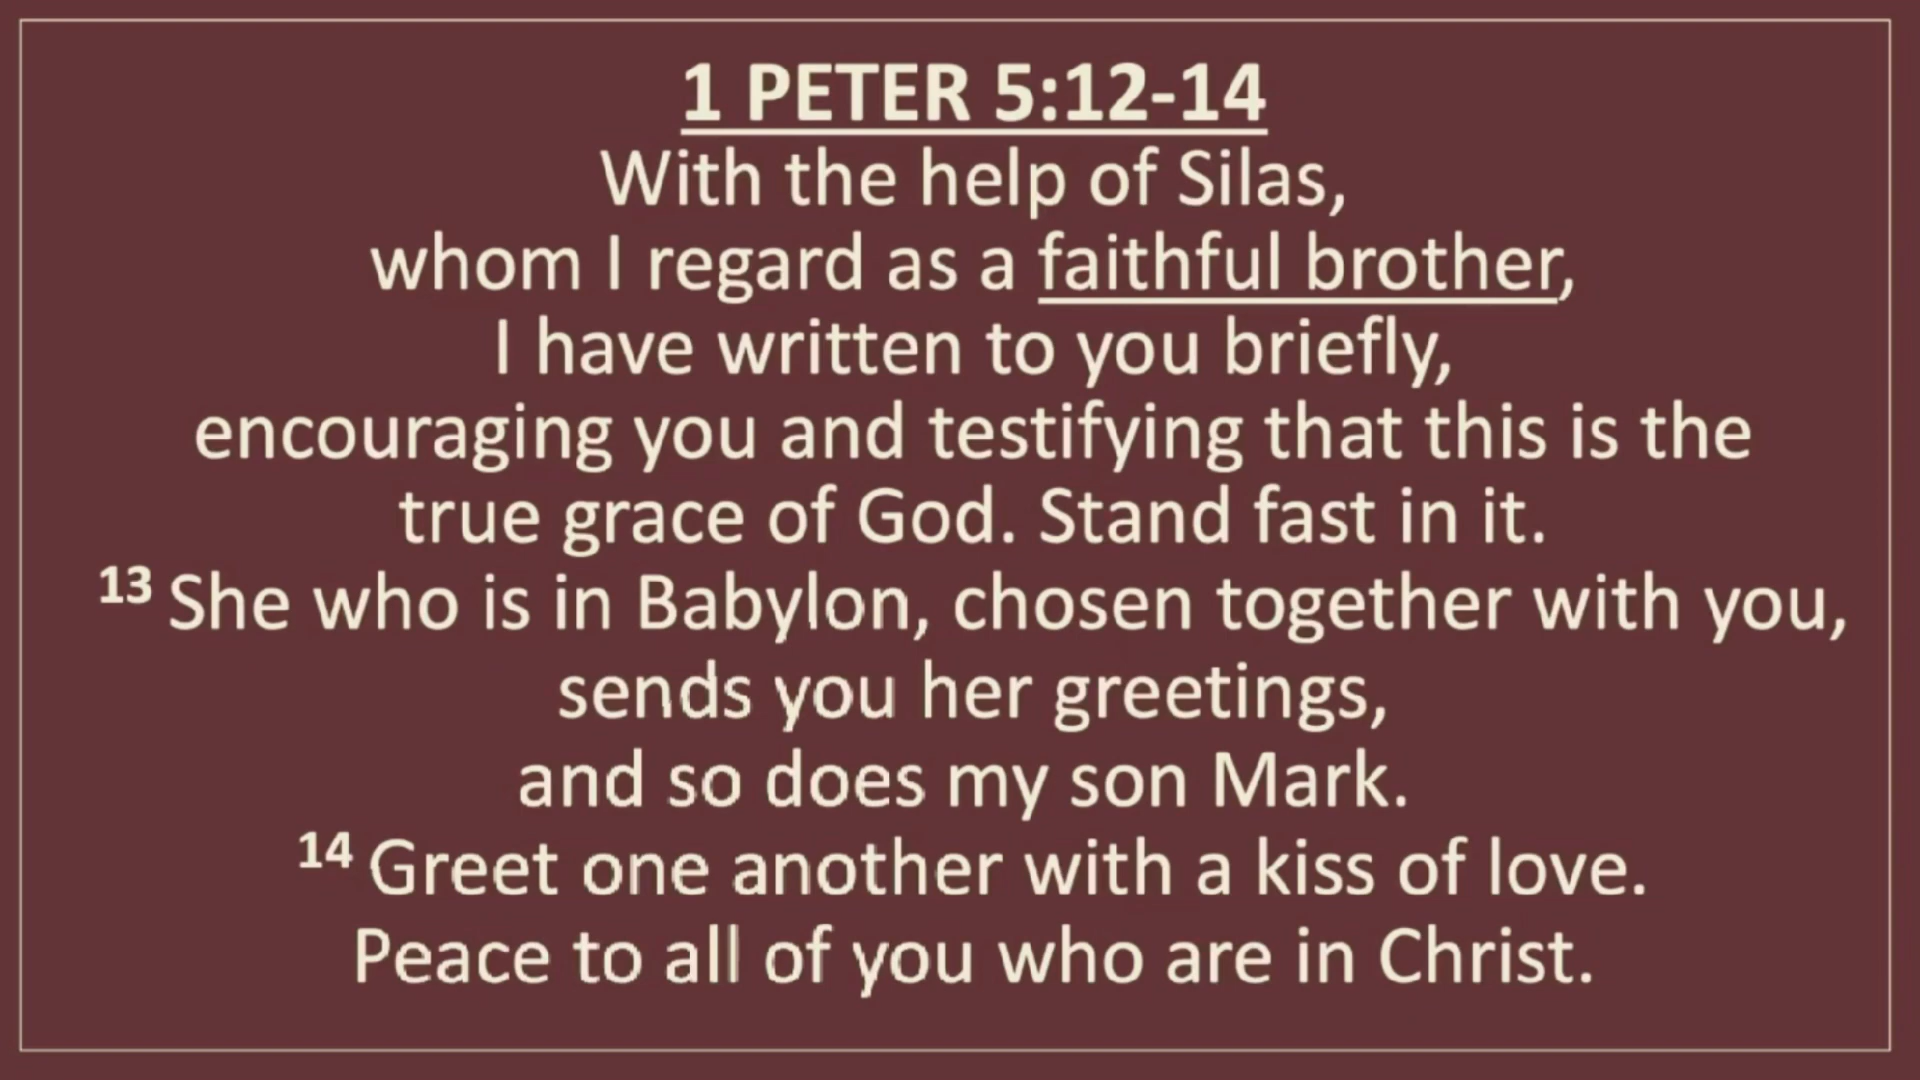 1 PETER 5:12-14
With the help of Silas,
whom I regard as a faithful brother,
I have written to you briefly,
encouraging you and testifying that this is the
true grace of God. Stand fast in it.
13 She who is in Babylon, chosen together with you,
sends you her greetings,
and so does my son Mark.
14 Greet one another with a kiss of love.
Peace to all of you who are in Christ.